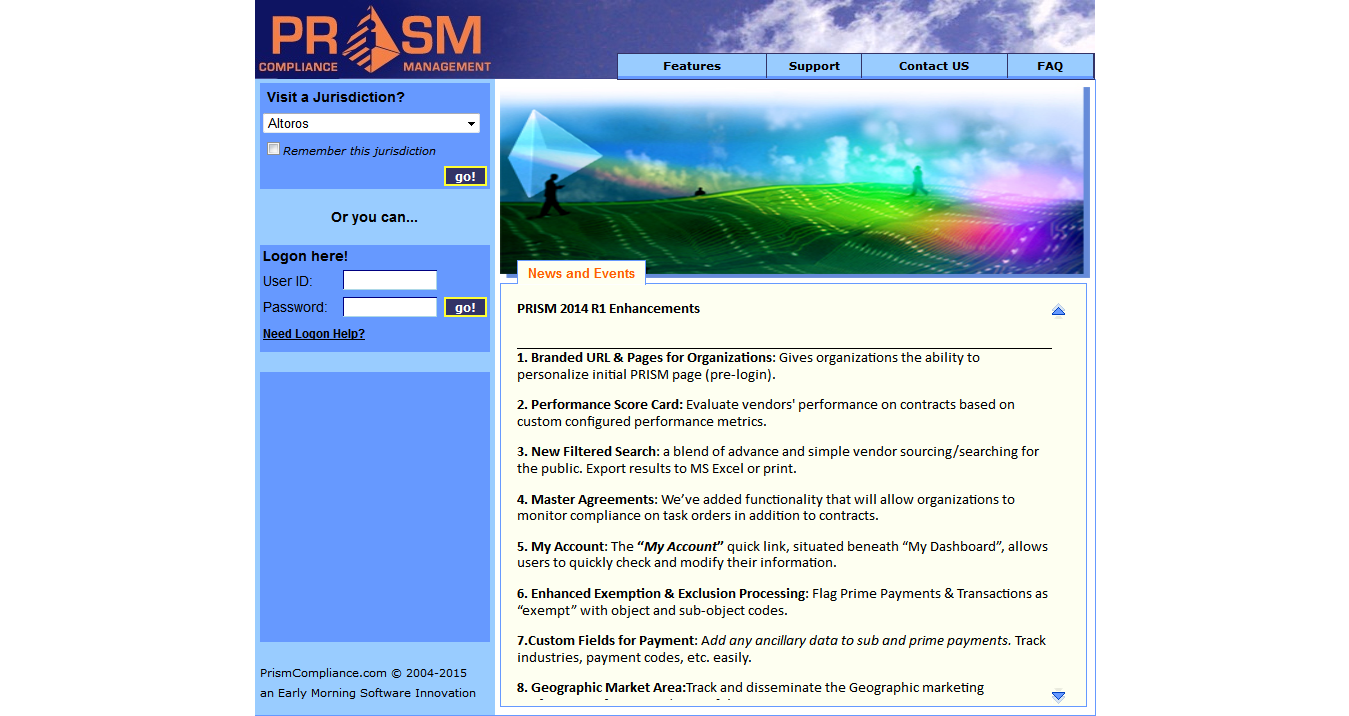 PRISM
COMPLIANCE MANAGEMENT
Features Support Contact US FAQ
Visit a Jurisdiction?
Altoros
Remember this jurisdiction
go!
Or you can...
Logon here!
User ID:
Password: go!
Need Logon Help?
PrismCompliance.com © 2004-2015
an Early Morning Software Innovation
News and Events
PRISM 2014 R1 Enhancements
1. Branded URL & Pages for Organizations: Gives organizations the ability to
personalize initial PRISM page (pre-login).
2. Performance Score Card: Evaluate vendors' performance on contracts based on
custom configured performance metrics.
3. New Filtered Search: a blend of advance and simple vendor sourcing/searching for
the public. Export results to MS Excel or print.
4. Master Agreements: We’ve added functionality that will allow organizations to
monitor compliance on task orders in addition to contracts.
5. My Account: The “My Account” quick link, situated beneath “My Dashboard”, allows
users to quickly check and modify their information.
6. Enhanced Exemption & Exclusion Processing: Flag Prime Payments & Transactions as
“exempt” with object and sub-object codes.
7.Custom Fields for Payment: Add any ancillary data to sub and prime payments. Track
industries, payment codes, etc. easily.
8. Geographic Market Area:Track and disseminate the Geographic marketing